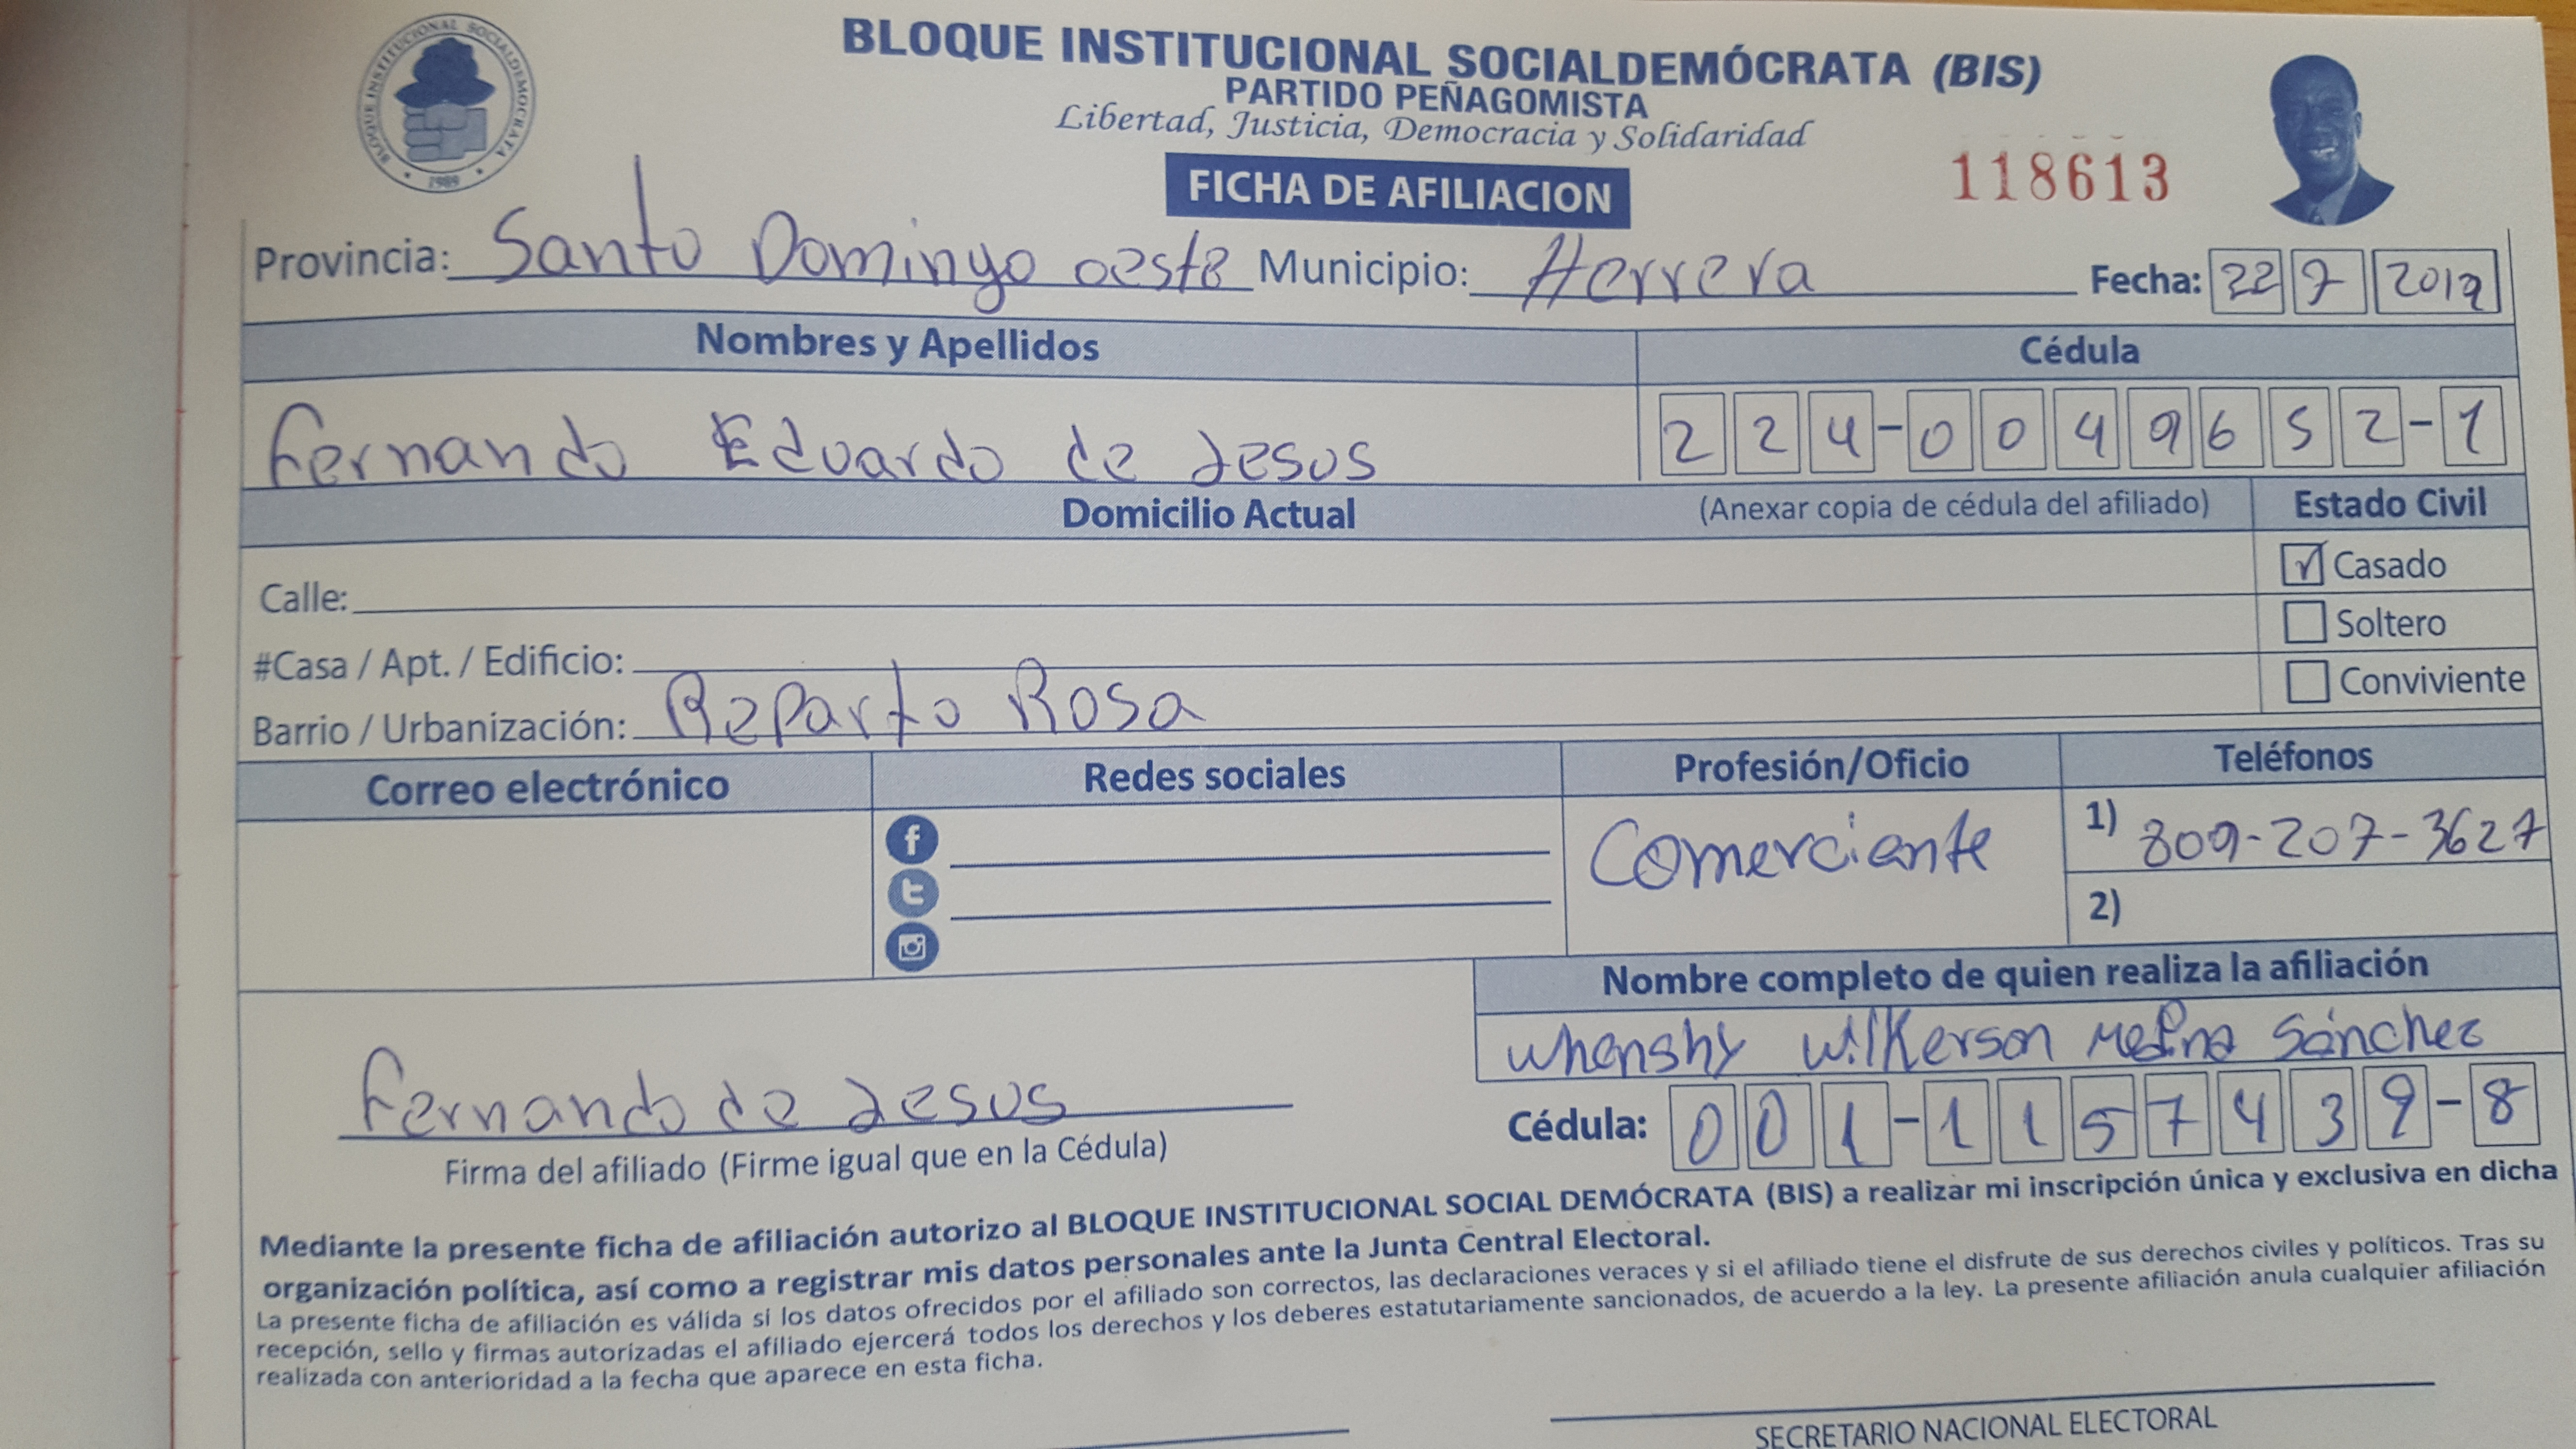 BLOQUE INSTITUCIONAL SOCIALDEMÓCRATA (BIS)
PARTIDO PEÑAGOMISTA
Libertad, Justicia, Democracia y Solidaridad
BLOQUE INSTITUCIONAL SOCIALDEMOCRATA
1989
FICHA DE AFILIACION
118613
Provincia: Santo Domingo oeste Municipio: Herrera Fecha: 22 7 2019
Nombres y Apellidos Cédula
Fernando Eduardo de Jesus 224-0049652-1
Domicilio Actual (Anexar copia de cédula del afiliado) Estado Civil
Calle: Casado
#Casa / Apt. / Edificio: Soltero
Barrio / Urbanización: Reparto Rosa Conviviente
Correo electrónico Redes sociales Profesión/Oficio Teléfonos
Comerciante 1) 809-207-3627
2)
Nombre completo de quien realiza la afiliación
Whenshy Wilkerson Sánchez
Fernando de Jesus Cédula: 001-1157439-8
Firma del afiliado (Firme igual que en la Cédula)
Mediante la presente ficha de afiliación autorizo al BLOQUE INSTITUCIONAL SOCIAL DEMÓCRATA (BIS) a realizar mi inscripción única y exclusiva en dicha
organización política, así como a registrar mis datos personales ante la Junta Central Electoral.
La presente ficha de afiliación es válida si los datos ofrecidos por el afiliado son correctos, las declaraciones veraces y si el afiliado tiene el disfrute de sus derechos civiles y políticos. Tras su
recepción, sello y firmas autorizadas el afiliado ejercerá todos los derechos y los deberes estatutariamente sancionados, de acuerdo a la ley. La presente afiliación anula cualquier afiliación
realizada con anterioridad a la fecha que aparece en esta ficha.
SECRETARIO NACIONAL ELECTORAL